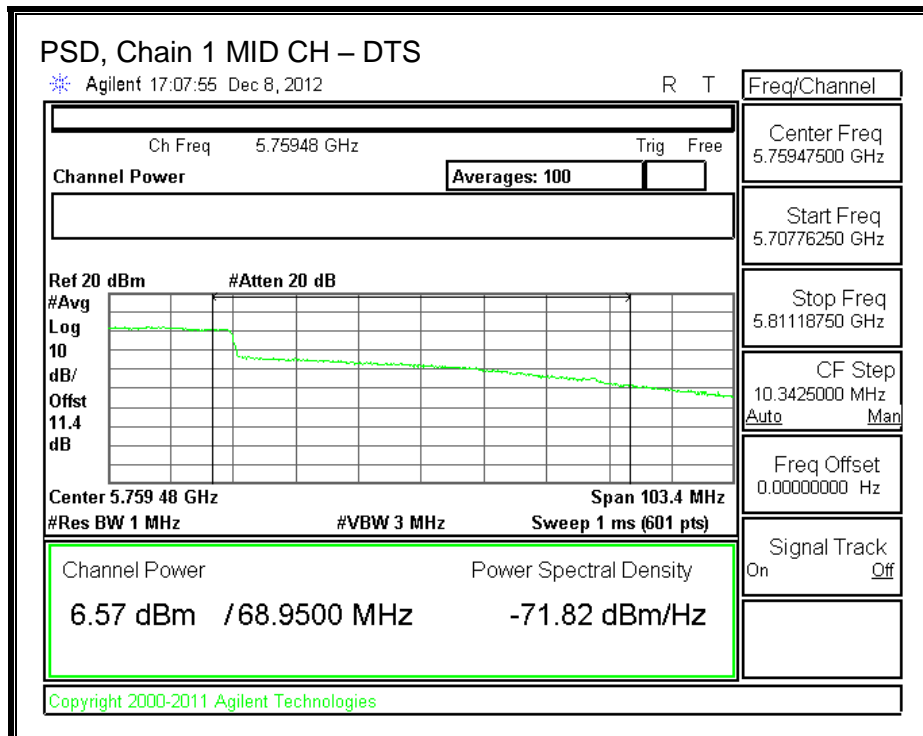 PSD, Chain 1 MID CH – DTS
Agilent 17:07:55 Dec 8, 2012 R T
Freq/Channel
Ch Freq 5.75948 GHz Trig Free
Channel Power Averages: 100
Ref 20 dBm #Atten 20 dB
#Avg
Log
10
dB/
Offst
11.4
dB
Center 5.759 48 GHz Span 103.4 MHz
#Res BW 1 MHz #VBW 3 MHz Sweep 1 ms (601 pts)
Channel Power Power Spectral Density
6.57 dBm /68.9500 MHz -71.82 dBm/Hz
Center Freq
5.75947500 GHz
Start Freq
5.70776250 GHz
Stop Freq
5.81118750 GHz
CF Step
10.3425000 MHz
Auto Man
Freq Offset
0.00000000 Hz
Signal Track
On Off
Copyright 2000-2011 Agilent Technologies